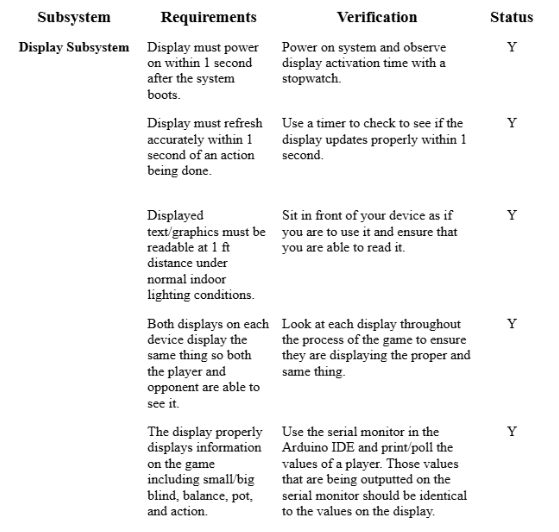 Subsystem Requirements Verification Status
Display Subsystem Display must power Power on system and observe Y
on within 1 second display activation time with a
after the system stopwatch.
boots.
Display must refresh Use a timer to check to see if the Y
accurately within 1 display updates properly within 1
second of an action second.
being done.
Displayed Sit in front of your device as if Y
text/graphics must be you are to use it and ensure that
readable at 1 ft you are able to read it.
distance under
normal indoor
lighting conditions.
Both displays on each Look at each display throughout Y
device display the the process of the game to ensure
same thing so both they are displaying the proper and
the player and same thing.
opponent are able to
see it.
The display properly Use the serial monitor in the Y
displays information Arduino IDE and print/poll the
on the game values of a player. Those values
including small/big that are being outputted on the
blind, balance, pot, serial monitor should be identical
and action. to the values on the display.